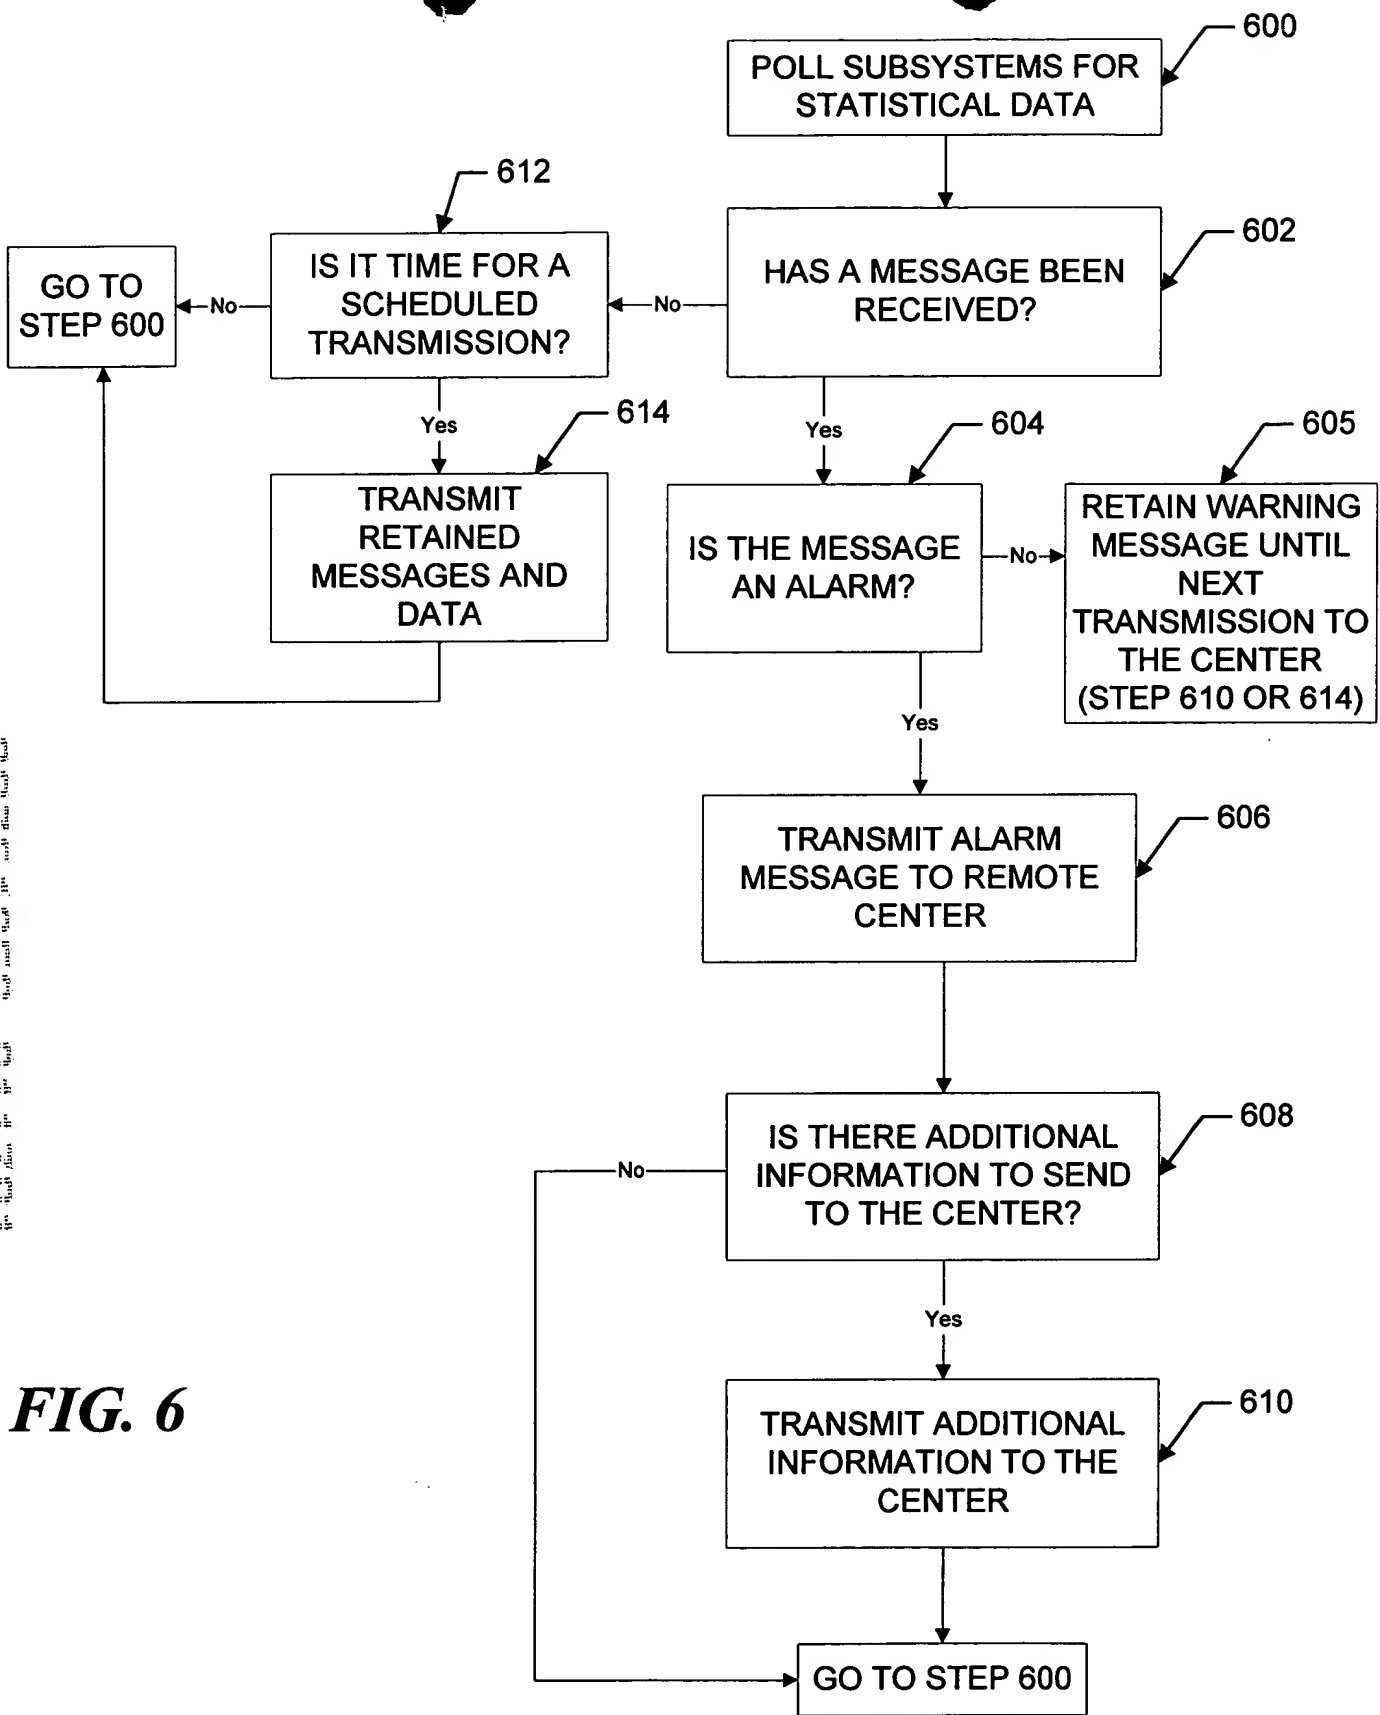 600
POLL SUBSYSTEMS FOR
STATISTICAL DATA
612
602
GO TO
STEP 600
No
IS IT TIME FOR A
SCHEDULED
TRANSMISSION?
No
HAS A MESSAGE BEEN
RECEIVED?
Yes
614
Yes
604
605
TRANSMIT
RETAINED
MESSAGES AND
DATA
IS THE MESSAGE
AN ALARM?
No
RETAIN WARNING
MESSAGE UNTIL
NEXT
TRANSMISSION TO
THE CENTER
(STEP 610 OR 614)
Yes
606
TRANSMIT ALARM
MESSAGE TO REMOTE
CENTER
608
IS THERE ADDITIONAL
INFORMATION TO SEND
TO THE CENTER?
No
Yes
610
TRANSMIT ADDITIONAL
INFORMATION TO THE
CENTER
FIG. 6
GO TO STEP 600